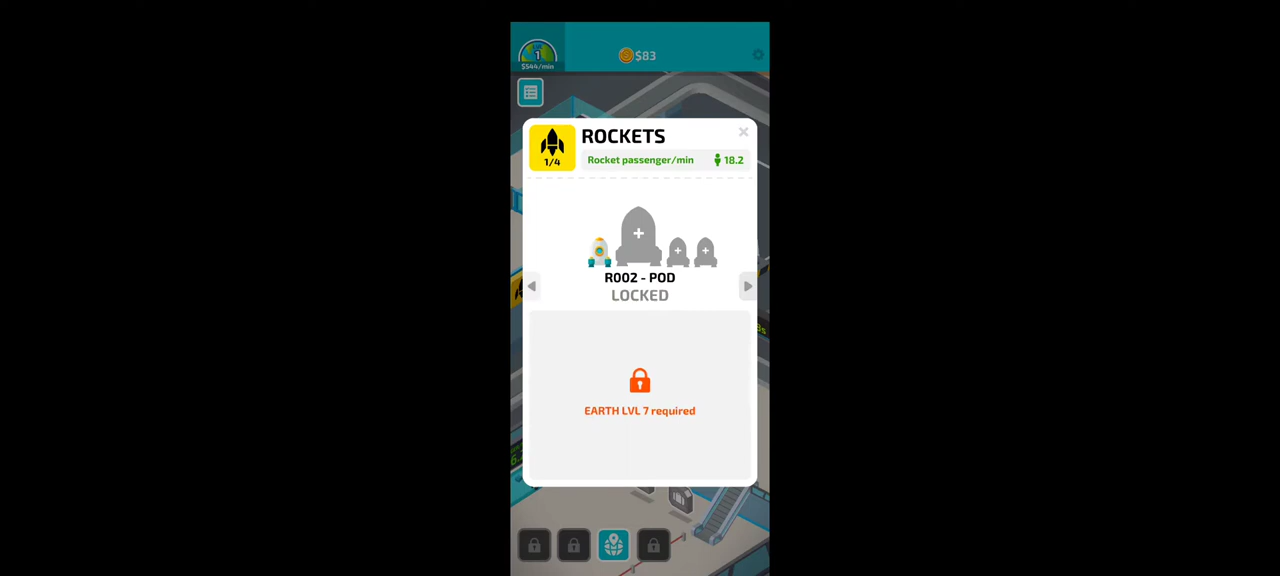 1
$544/min
$83
ROCKETS
1/4
Rocket passenger/min 18.2
R002 - POD
LOCKED
EARTH LVL 7 required